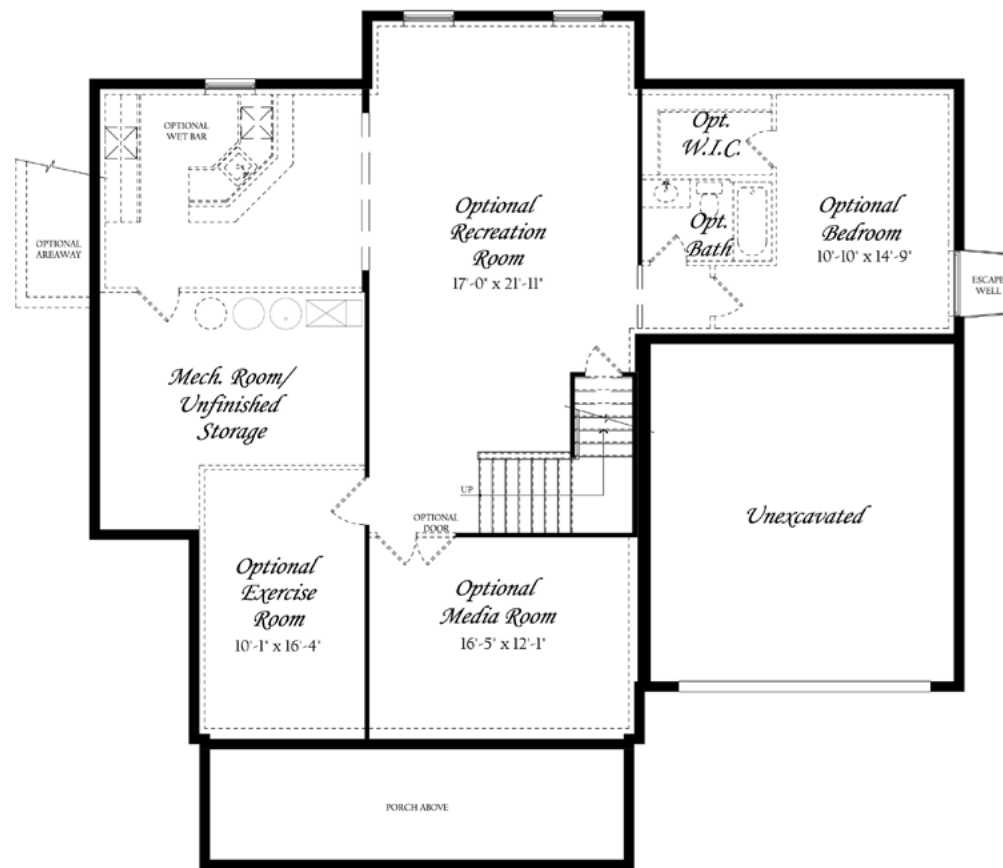 OPTIONAL
WET BAR
OPTIONAL
AREAWAY
Optional
Recreation
Room
17'-0" x 21'-11"
Opt.
W.I.C.
Opt.
Bath
Optional
Bedroom
10'-10" x 14'-9"
ESCAPE
WELL
Mech. Room/
Unfinished
Storage
UP
OPTIONAL
DOOR
Unexcavated
Optional
Exercise
Room
10'-1" x 16'-4"
Optional
Media Room
16'-5" x 12'-1"
PORCH ABOVE